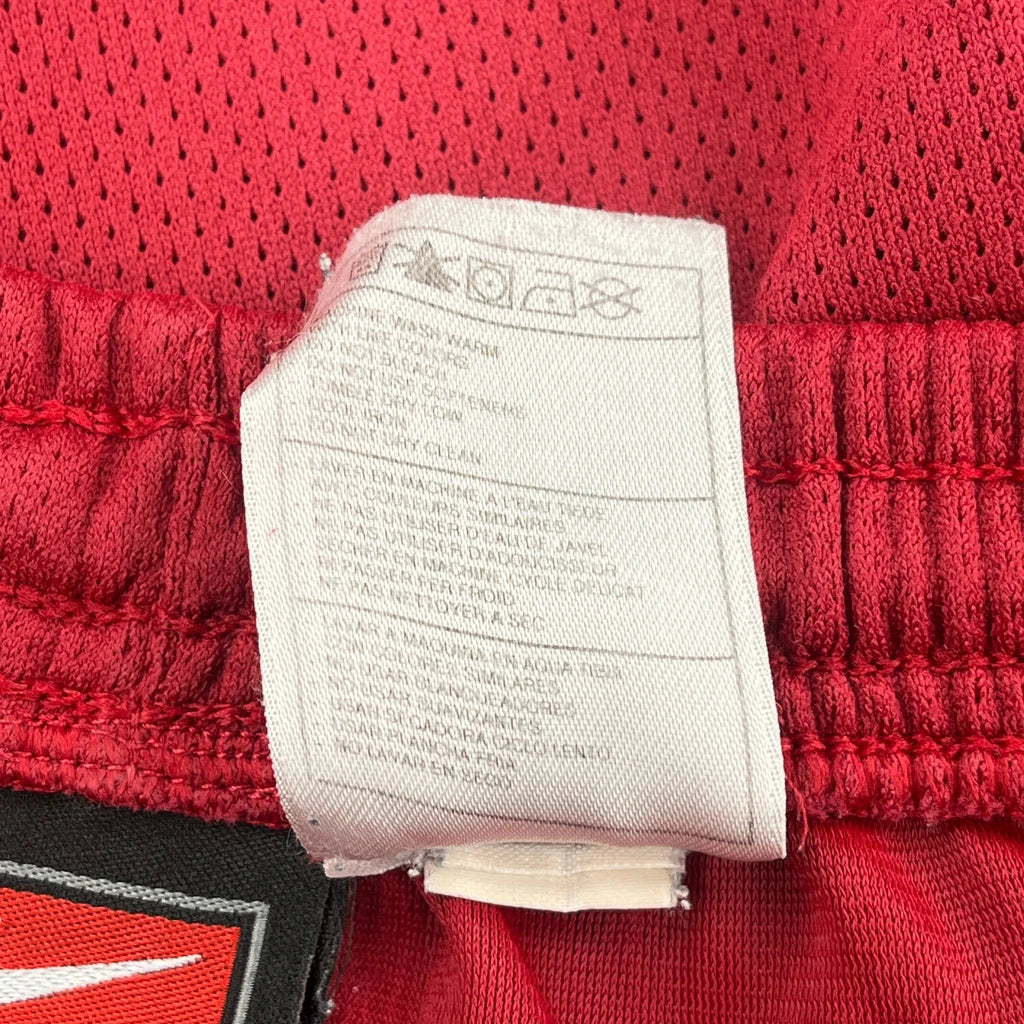 WASH WARM
LIKE COLORS
DO NOT BLEACH
DO NOT USE SOFTENERS
TUMBLE DRY LOW
COOL IRON
DO NOT DRY CLEAN
LAVER EN MACHINE A L'EAU TIEDE
AVEC COULEURS SIMILAIRES
NE PAS UTILISER D'EAU DE JAVEL
NE PAS UTILISER D'ADOUCISSEUR
SECHER EN MACHINE CYCLE DELICAT
REPASSER FER FROID
NE PAS NETTOYER A SEC
LAVAR A MAQUINA EN AQUA TIBIA
CON COLORES SIMILARES
NO USAR BLANQUEADORES
NO USAR SUAVIZANTES
USAR SECADORA CICLO LENTO
USAR PLANCHA FRIA
NO LAVAR EN SECO